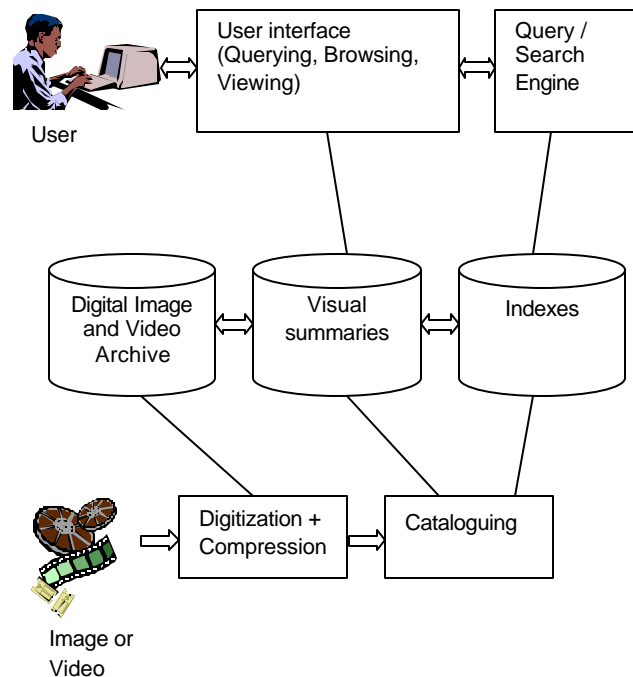 User interface
(Querying, Browsing,
Viewing)
Query /
Search
Engine
User
Digital Image
and Video
Archive
Visual
summaries
Indexes
Digitization +
Compression
Cataloguing
Image or
Video